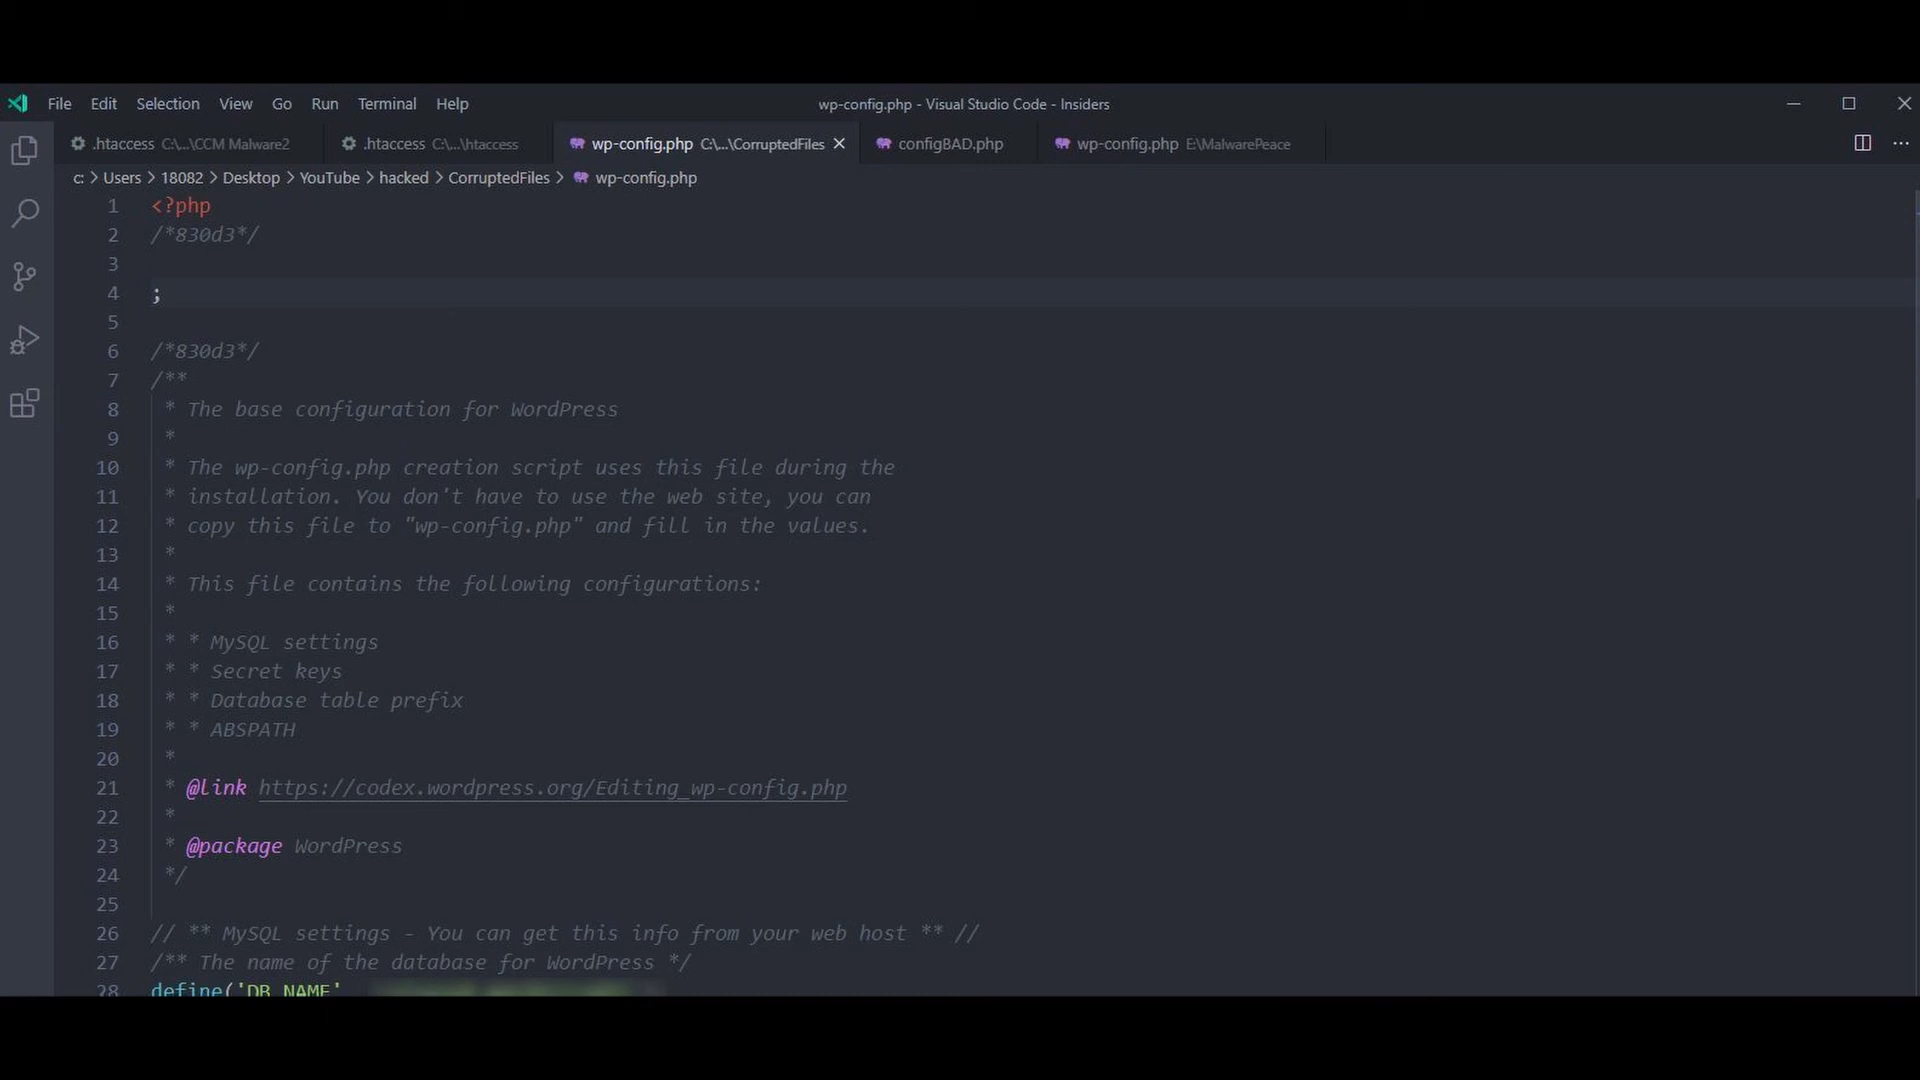 File Edit Selection View Go Run Terminal Help wp-config.php - Visual Studio Code - Insiders
.htaccess C:\...\CCM Malware2 .htaccess C:\...\htaccess wp-config.php C:\...\CorruptedFiles configBAD.php wp-config.php E:\MalwarePeace
c: > Users > 18082 > Desktop > YouTube > hacked > CorruptedFiles > wp-config.php
1 <?php
2 /*830d3*/
3
4 ;
5
6 /*830d3*/
7 /**
8 * The base configuration for WordPress
9 *
10 * The wp-config.php creation script uses this file during the
11 * installation. You don't have to use the web site, you can
12 * copy this file to "wp-config.php" and fill in the values.
13 *
14 * This file contains the following configurations:
15 *
16 * * MySQL settings
17 * * Secret keys
18 * * Database table prefix
19 * * ABSPATH
20 *
21 * @link https://codex.wordpress.org/Editing_wp-config.php
22 *
23 * @package WordPress
24 */
25
26 // ** MySQL settings - You can get this info from your web host ** //
27 /** The name of the database for WordPress */
28 define('DB_NAME'